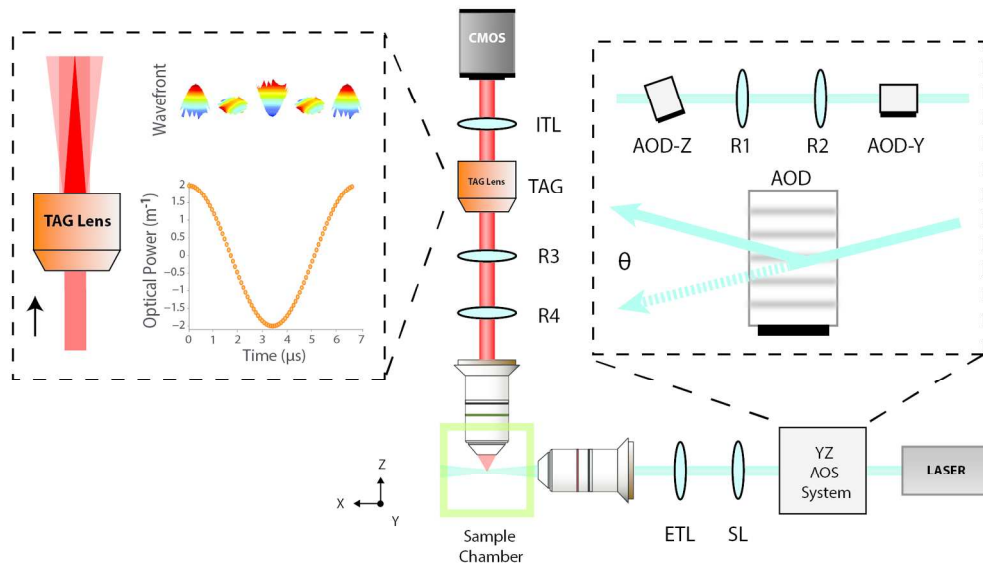 CMOS
ITL
TAG Lens
TAG
R3
R4
Wavefront
TAG Lens
Optical Power (m⁻¹)
2
1.5
1
0.5
0
−0.5
−1
−1.5
−2
0 1 2 3 4 5 6 7
Time (µs)
AOD-Z R1 R2 AOD-Y
AOD
θ
Z
X
Y
Sample
Chamber
ETL SL
YZ
AOS
System
LASER